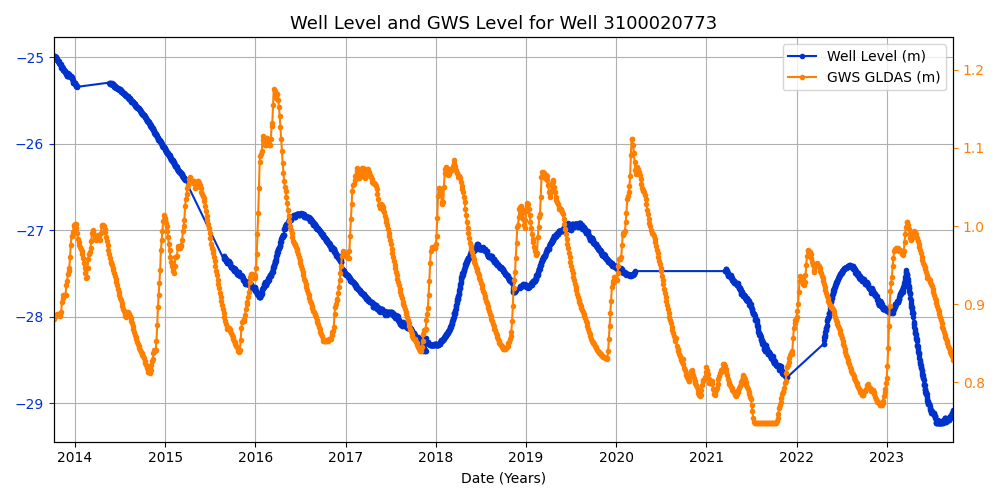 Well Level and GWS Level for Well 3100020773
Well Level (m)
GWS GLDAS (m)
−25
−26
−27
−28
−29
1.2
1.1
1.0
0.9
0.8
2014 2015 2016 2017 2018 2019 2020 2021 2022 2023
Date (Years)